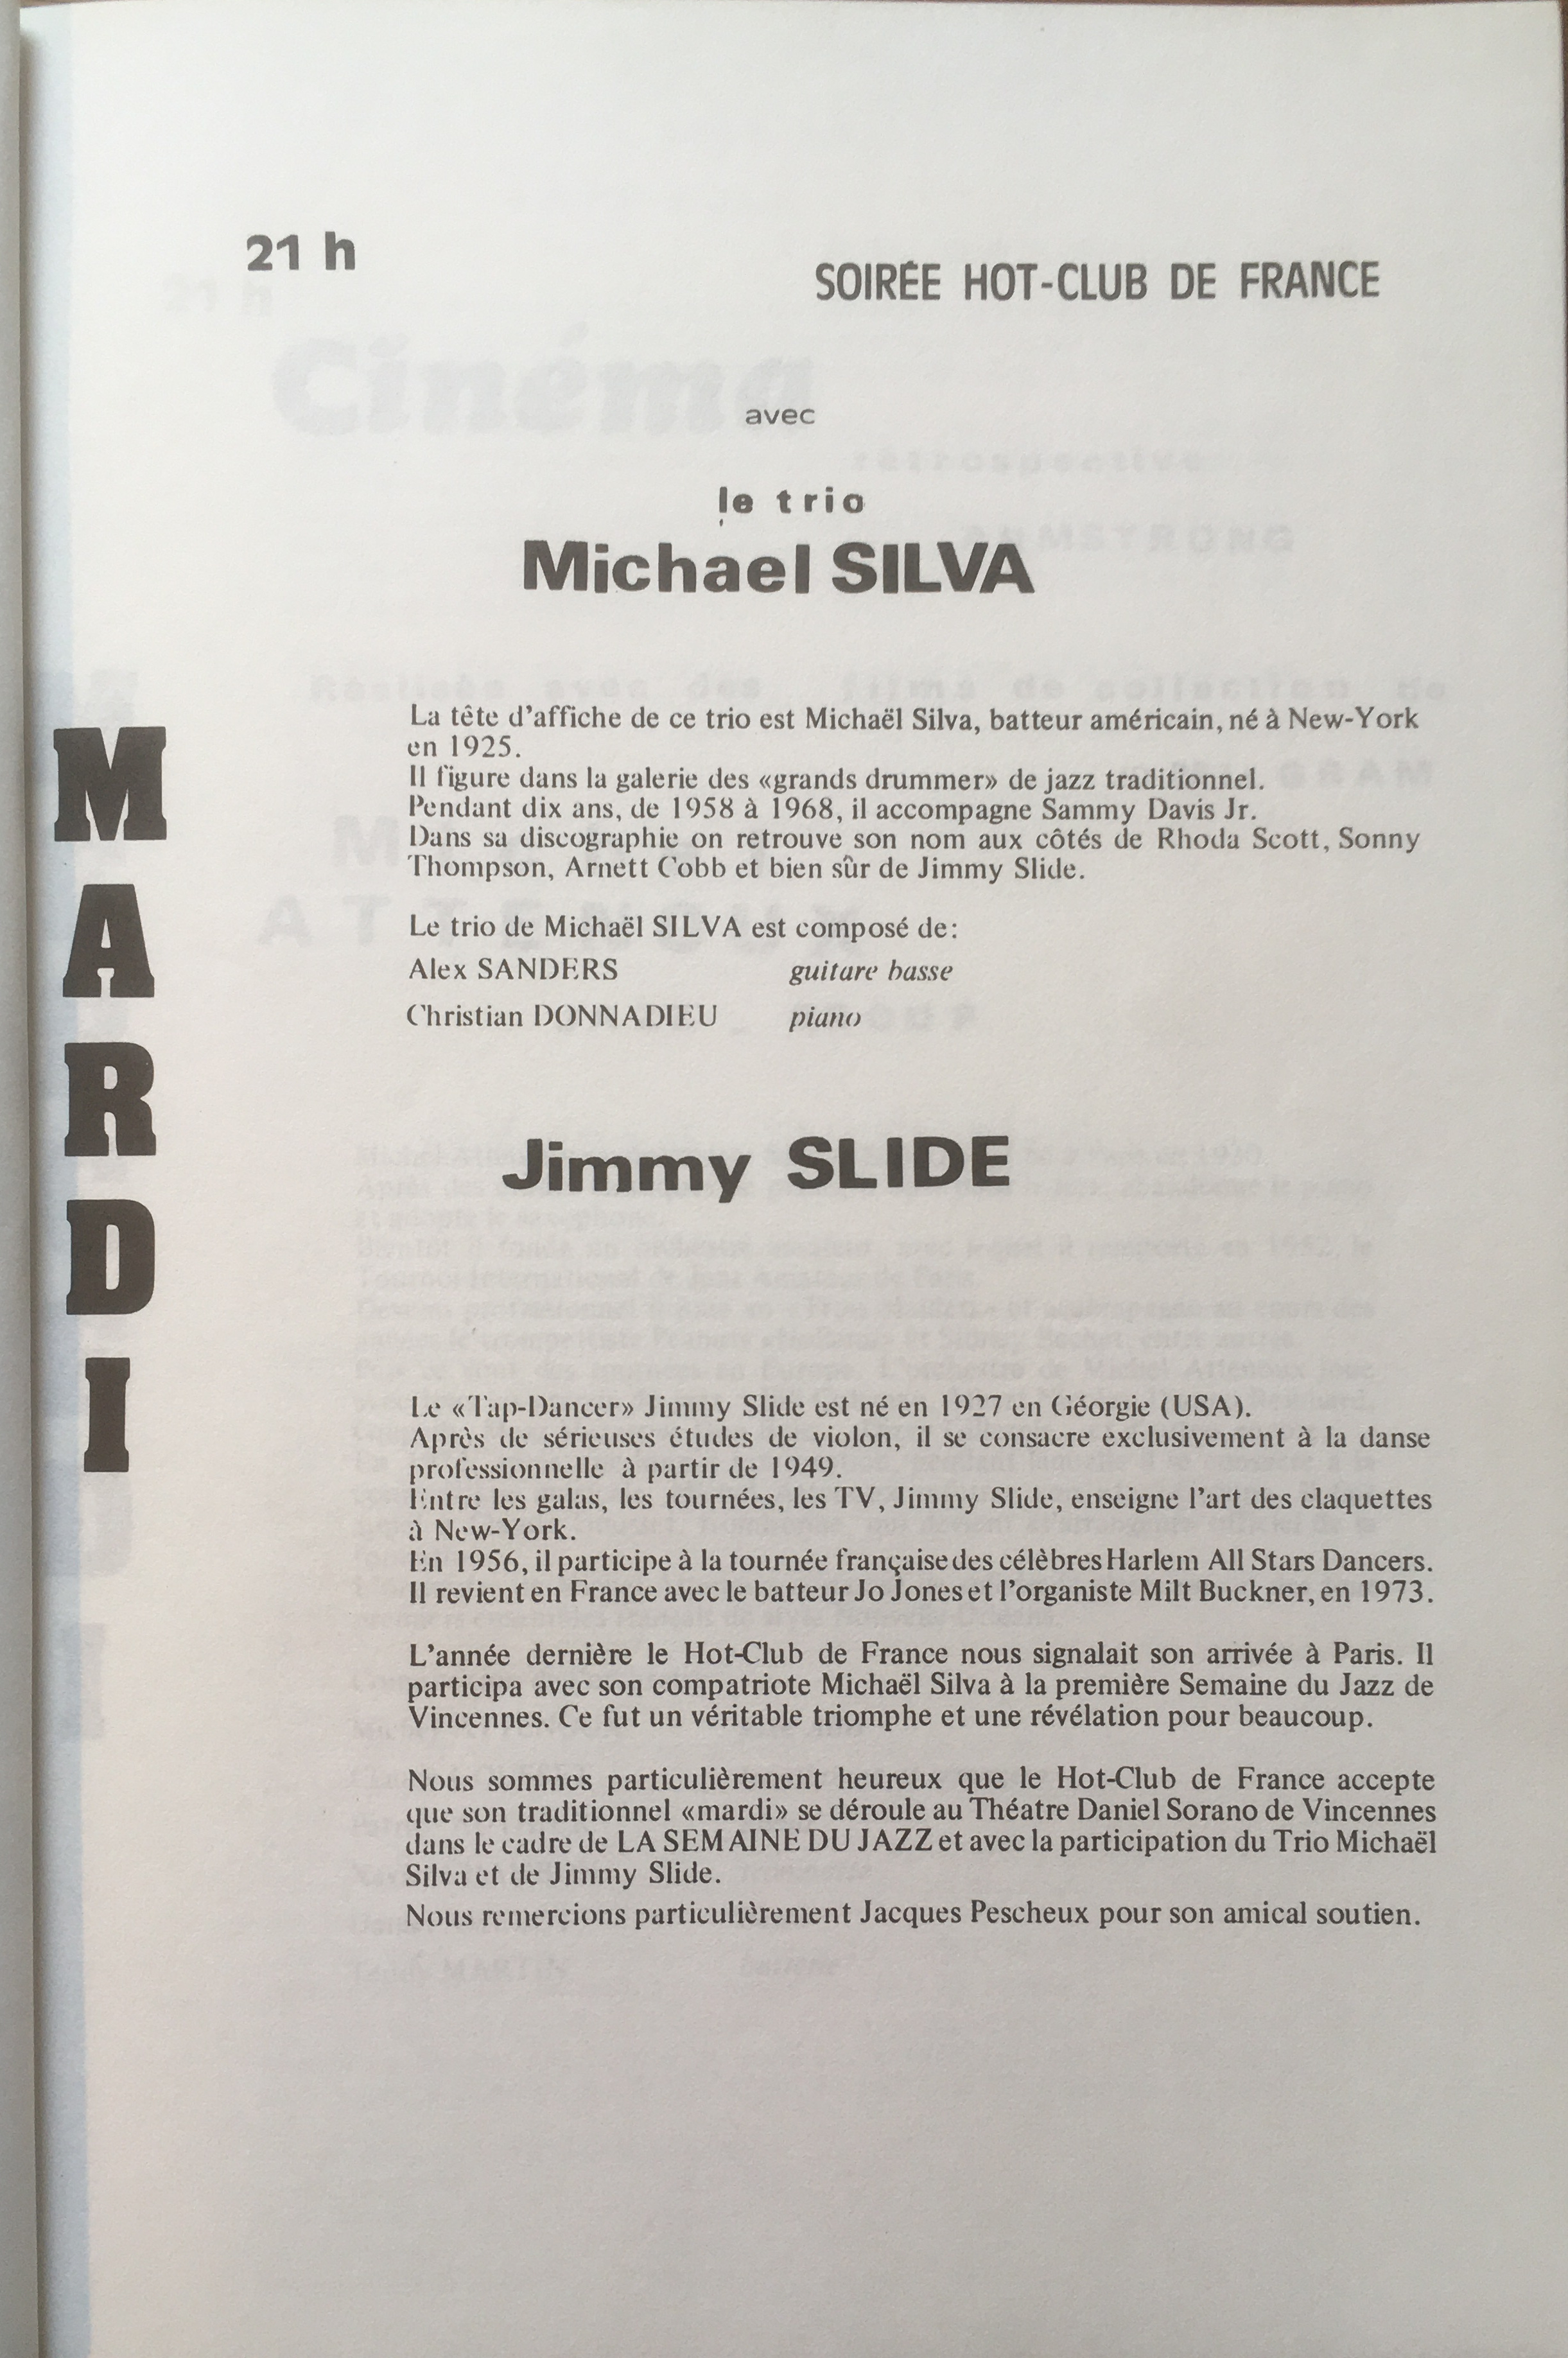 21 h
SOIRÉE HOT-CLUB DE FRANCE
avec
le trio
Michael SILVA
MARDI
La tête d'affiche de ce trio est Michaël Silva, batteur américain, né à New-York
en 1925.
Il figure dans la galerie des «grands drummer» de jazz traditionnel.
Pendant dix ans, de 1958 à 1968, il accompagne Sammy Davis Jr.
Dans sa discographie on retrouve son nom aux côtés de Rhoda Scott, Sonny
Thompson, Arnett Cobb et bien sûr de Jimmy Slide.
Le trio de Michaël SILVA est composé de:
Alex SANDERS guitare basse
Christian DONNADIEU piano
Jimmy SLIDE
Le «Tap-Dancer» Jimmy Slide est né en 1927 en Géorgie (USA).
Après de sérieuses études de violon, il se consacre exclusivement à la danse
professionnelle à partir de 1949.
Entre les galas, les tournées, les TV, Jimmy Slide, enseigne l'art des claquettes
à New-York.
En 1956, il participe à la tournée française des célèbres Harlem All Stars Dancers.
Il revient en France avec le batteur Jo Jones et l'organiste Milt Buckner, en 1973.
L'année dernière le Hot-Club de France nous signalait son arrivée à Paris. Il
participa avec son compatriote Michaël Silva à la première Semaine du Jazz de
Vincennes. Ce fut un véritable triomphe et une révélation pour beaucoup.
Nous sommes particulièrement heureux que le Hot-Club de France accepte
que son traditionnel «mardi» se déroule au Théatre Daniel Sorano de Vincennes
dans le cadre de LA SEMAINE DU JAZZ et avec la participation du Trio Michaël
Silva et de Jimmy Slide.
Nous remercions particulièrement Jacques Pescheux pour son amical soutien.